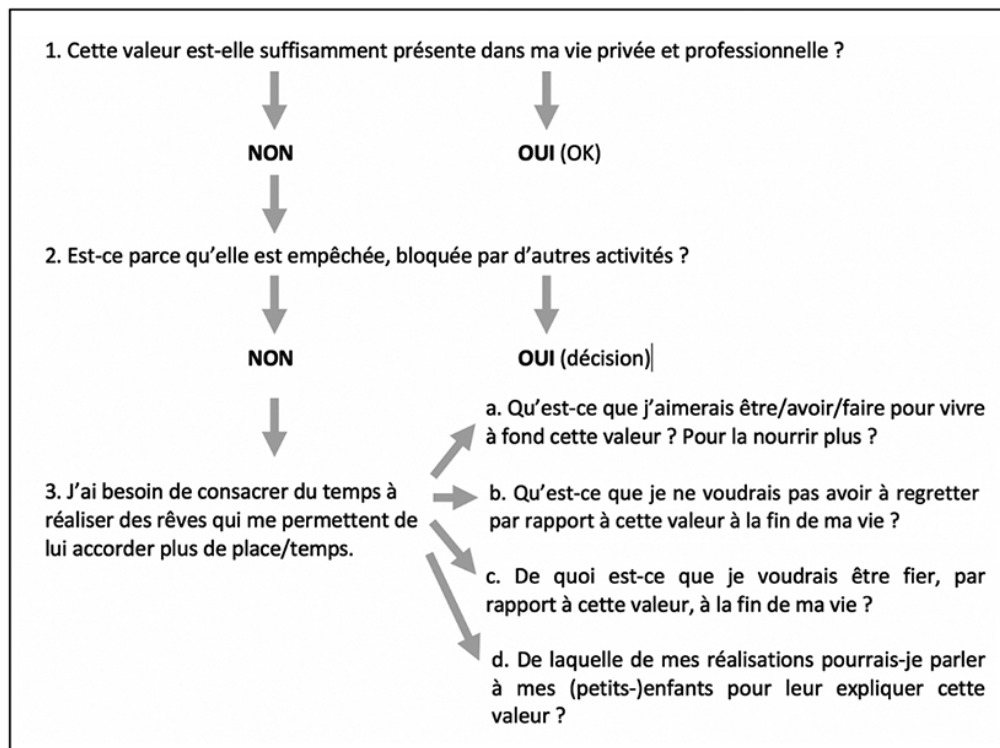 1. Cette valeur est-elle suffisamment présente dans ma vie privée et professionnelle ?
NON
OUI (OK)
2. Est-ce parce qu'elle est empêchée, bloquée par d'autres activités ?
NON
OUI (décision)
3. J'ai besoin de consacrer du temps à
réaliser des rêves qui me permettent de
lui accorder plus de place/temps.
a. Qu'est-ce que j'aimerais être/avoir/faire pour vivre
à fond cette valeur ? Pour la nourrir plus ?
b. Qu'est-ce que je ne voudrais pas avoir à regretter
par rapport à cette valeur à la fin de ma vie ?
c. De quoi est-ce que je voudrais être fier, par
rapport à cette valeur, à la fin de ma vie ?
d. De laquelle de mes réalisations pourrais-je parler
à mes (petits-)enfants pour leur expliquer cette
valeur ?